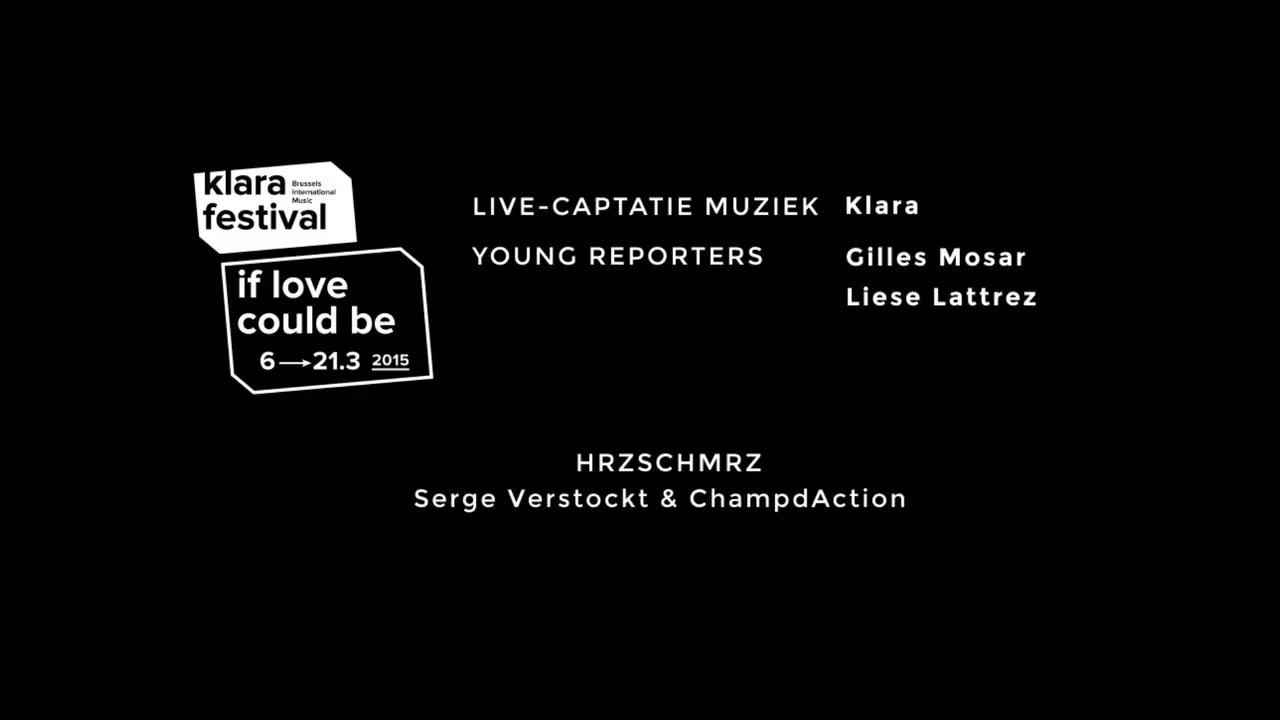 klara
festival
Brussels
International
Music
if love
could be
6→21.3 2015
LIVE-CAPTATIE MUZIEK Klara
YOUNG REPORTERS Gilles Mosar
Liese Lattrez
HRZSCHMRZ
Serge Verstockt & ChampdAction